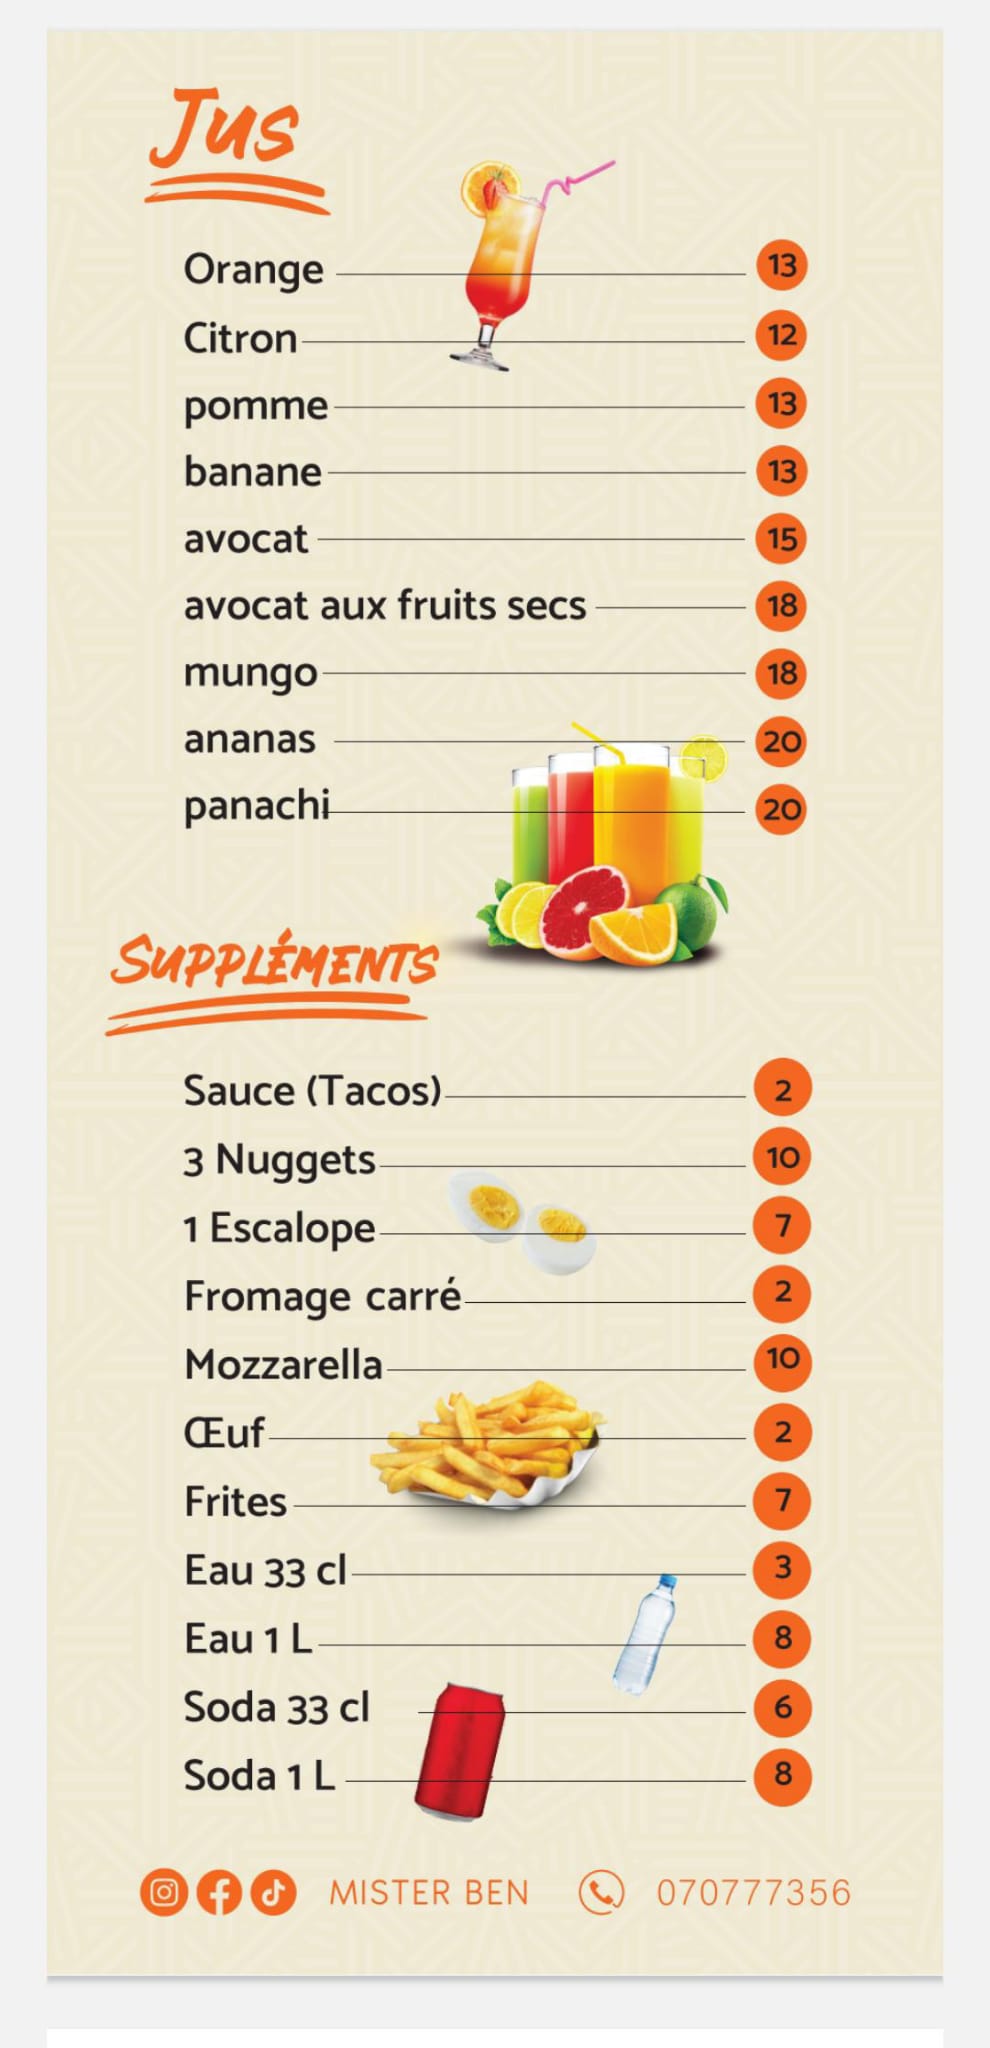 Jus
Orange 13
Citron 12
pomme 13
banane 13
avocat 15
avocat aux fruits secs 18
mungo 18
ananas 20
panachi 20
SUPPLÉMENTS
Sauce (Tacos) 2
3 Nuggets 10
1 Escalope 7
Fromage carré 2
Mozzarella 10
Œuf 2
Frites 7
Eau 33 cl 3
Eau 1 L 8
Soda 33 cl 6
Soda 1 L 8
MISTER BEN 070777356